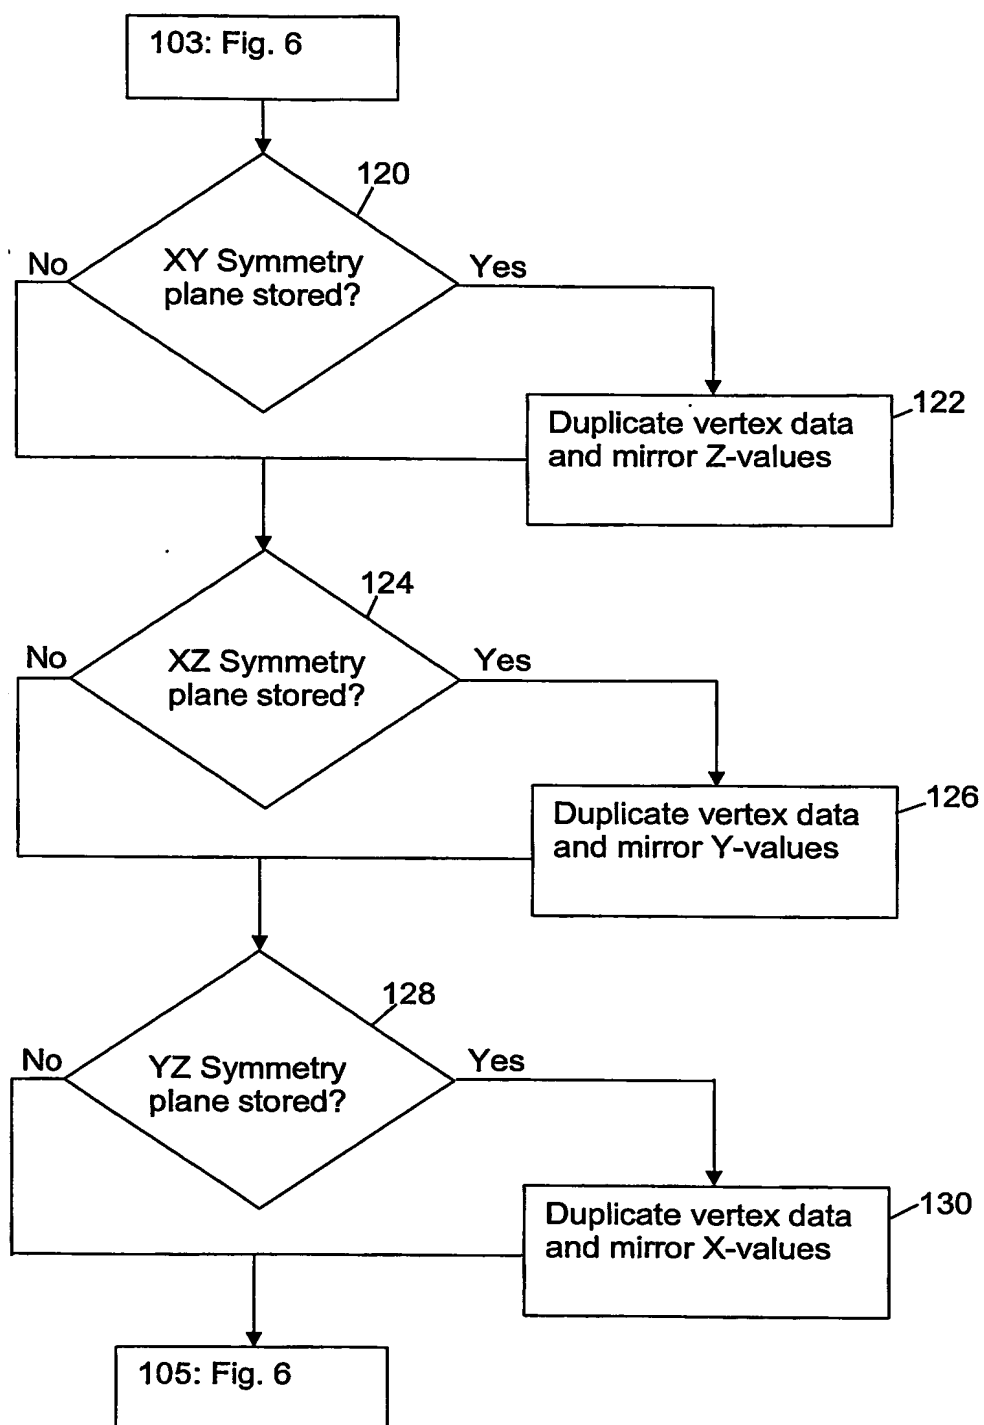 103: Fig. 6
120
No
XY Symmetry
plane stored?
Yes
122
Duplicate vertex data
and mirror Z-values
124
No
XZ Symmetry
plane stored?
Yes
126
Duplicate vertex data
and mirror Y-values
128
No
YZ Symmetry
plane stored?
Yes
130
Duplicate vertex data
and mirror X-values
105: Fig. 6